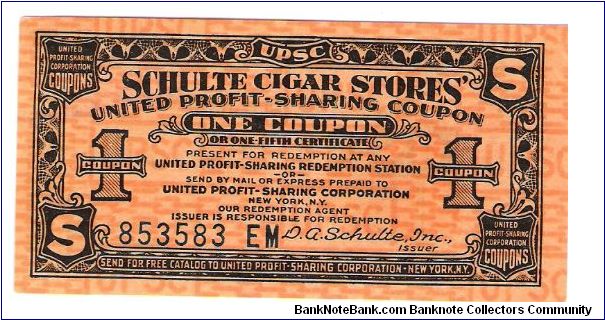 UNITED
PROFIT-SHARING
CORPORATION
COUPONS
UPSC
S
SCHULTE CIGAR STORES'
UNITED PROFIT-SHARING COUPON
ONE COUPON
OR ONE-FIFTH CERTIFICATE
1
COUPON
1
COUPON
PRESENT FOR REDEMPTION AT ANY
UNITED PROFIT-SHARING REDEMPTION STATION
-OR-
SEND BY MAIL OR EXPRESS PREPAID TO
UNITED PROFIT-SHARING CORPORATION
NEW YORK, N.Y.
OUR REDEMPTION AGENT
ISSUER IS RESPONSIBLE FOR REDEMPTION
S
853583 EM
D.A. Schulte, Inc.,
Issuer
UNITED
PROFIT-SHARING
CORPORATION
COUPONS
SEND FOR FREE CATALOG TO UNITED PROFIT-SHARING CORPORATION - NEW YORK, N.Y.
BankNoteBank.com Banknote Collectors Community